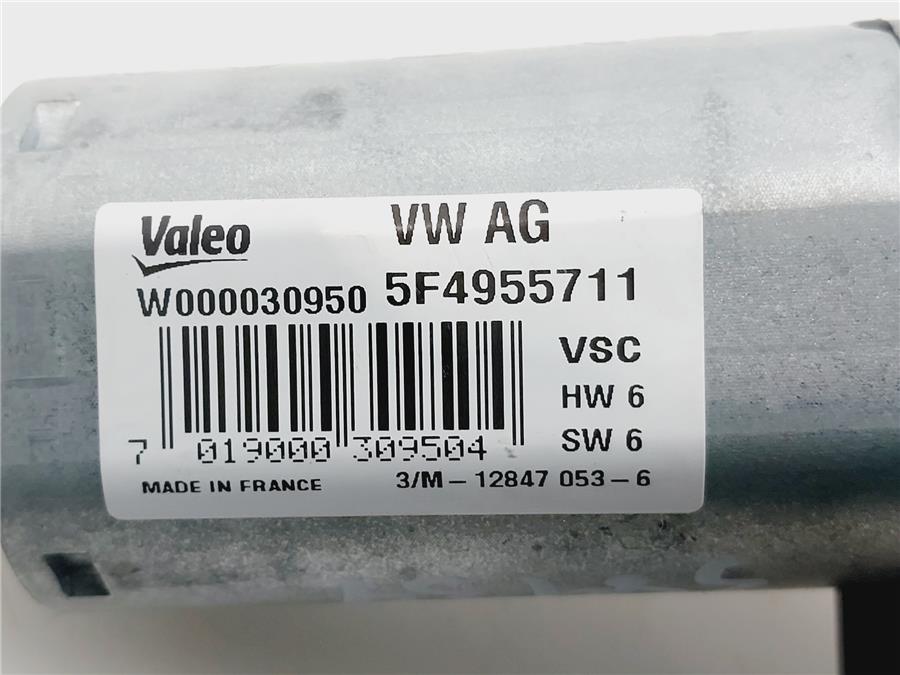 Valeo
VW AG
W000030950 5F4955711
VSC
HW 6
SW 6
7 019000 309504
MADE IN FRANCE 3/M-12847 053-6